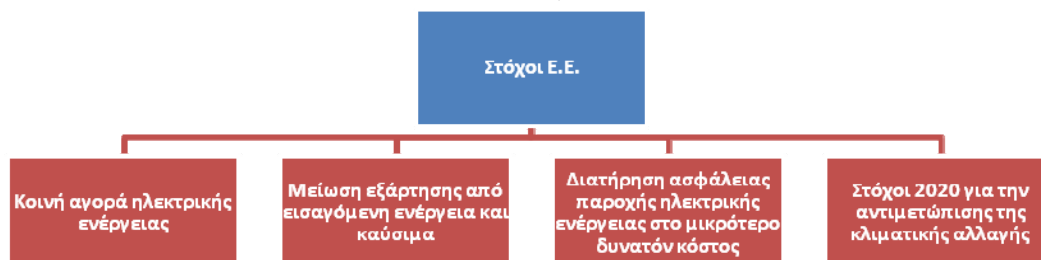 Στόχοι Ε.Ε.
Κοινή αγορά ηλεκτρικής
ενέργειας
Μείωση εξάρτησης από
εισαγόμενη ενέργεια και
καύσιμα
Διατήρηση ασφάλειας
παροχής ηλεκτρικής
ενέργειας στο μικρότερο
δυνατόν κόστος
Στόχοι 2020 για την
αντιμετώπισης της
κλιματικής αλλαγής